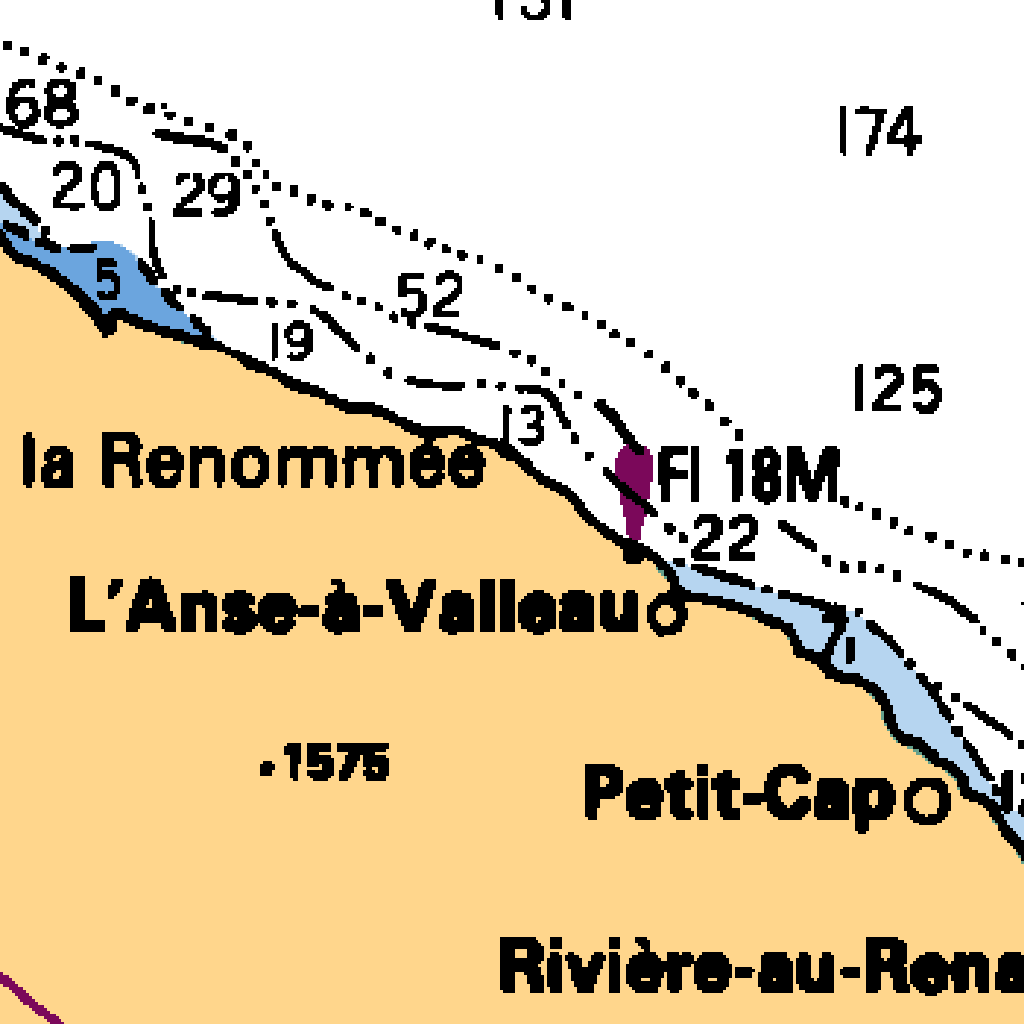 174
68
20
29
5
52
19
125
13
la Renommée
Fl 18M
22
L'Anse-à-Valleau
1
1575
Petit-Cap
Rivière-au-Rena